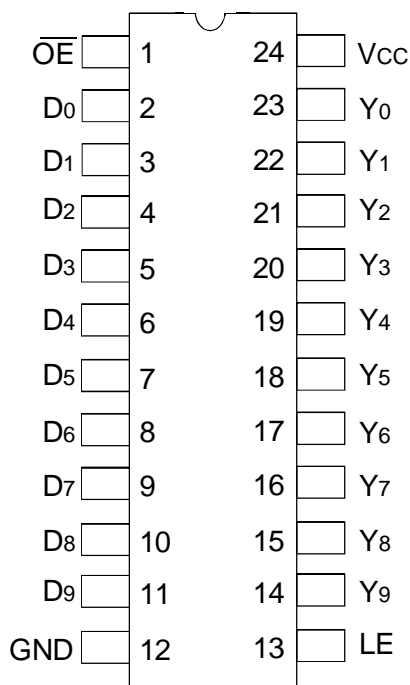 O̅E̅ 1 24 VCC
D0 2 23 Y0
D1 3 22 Y1
D2 4 21 Y2
D3 5 20 Y3
D4 6 19 Y4
D5 7 18 Y5
D6 8 17 Y6
D7 9 16 Y7
D8 10 15 Y8
D9 11 14 Y9
GND 12 13 LE